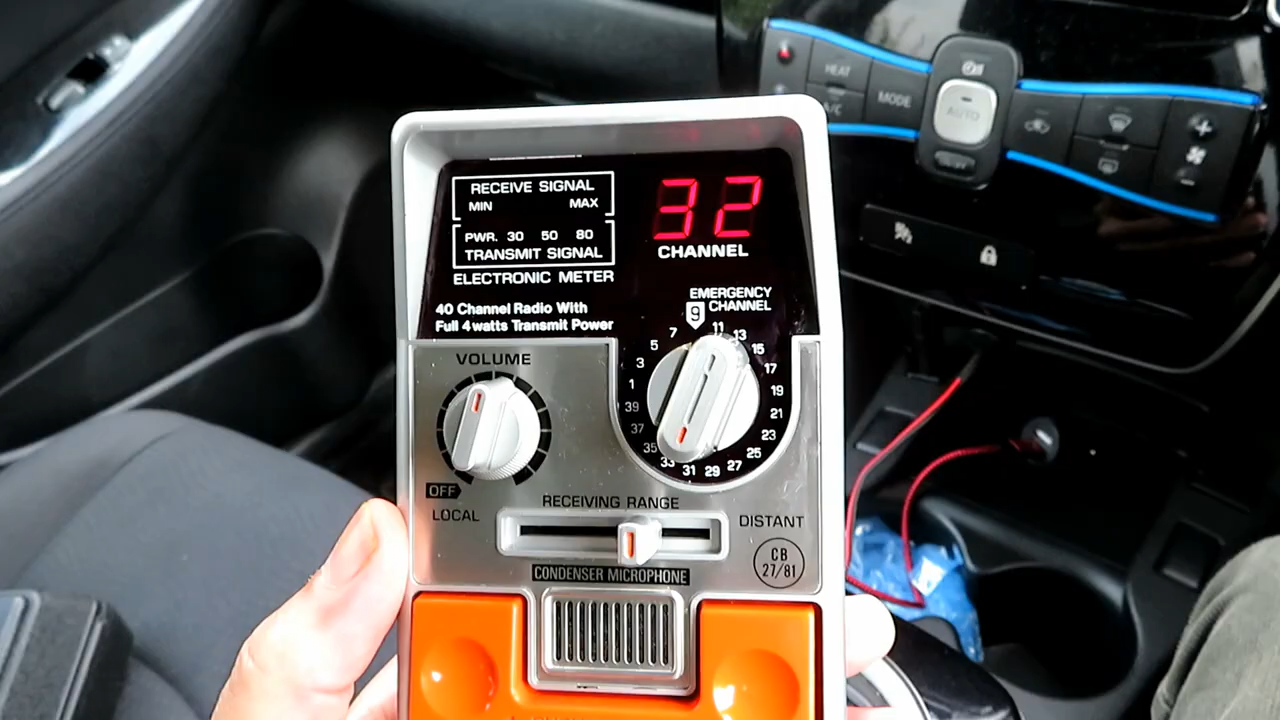 RECEIVE SIGNAL
MIN MAX
PWR. 30 50 80
TRANSMIT SIGNAL
ELECTRONIC METER
32
CHANNEL
40 Channel Radio With
Full 4 watts Transmit Power
EMERGENCY
CHANNEL
9
1 3 5 7 11 13 15 17 19 21 23 25 27 29 31 33 35 37 39
VOLUME
OFF
RECEIVING RANGE
LOCAL
DISTANT
CB
27/81
CONDENSER MICROPHONE
HEAT
A/C
MODE
AUTO